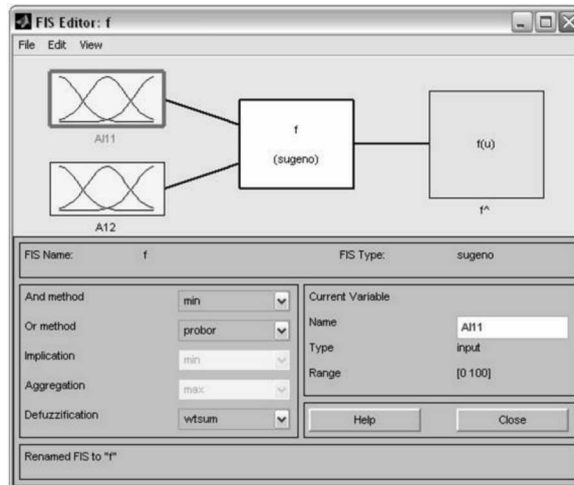 FIS Editor: f
File Edit View
AI11
f
(sugeno)
f(u)
A12
f^
FIS Name: f FIS Type: sugeno
And method min
Or method probor
Implication min
Aggregation max
Defuzzification wtsum
Current Variable
Name AI11
Type input
Range [0 100]
Help Close
Renamed FIS to "f"